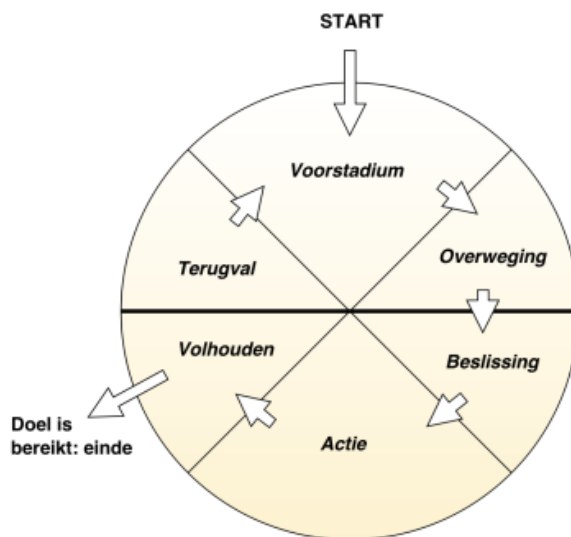 START
Voorstadium
Overweging
Terugval
Volhouden
Beslissing
Doel is
bereikt: einde
Actie